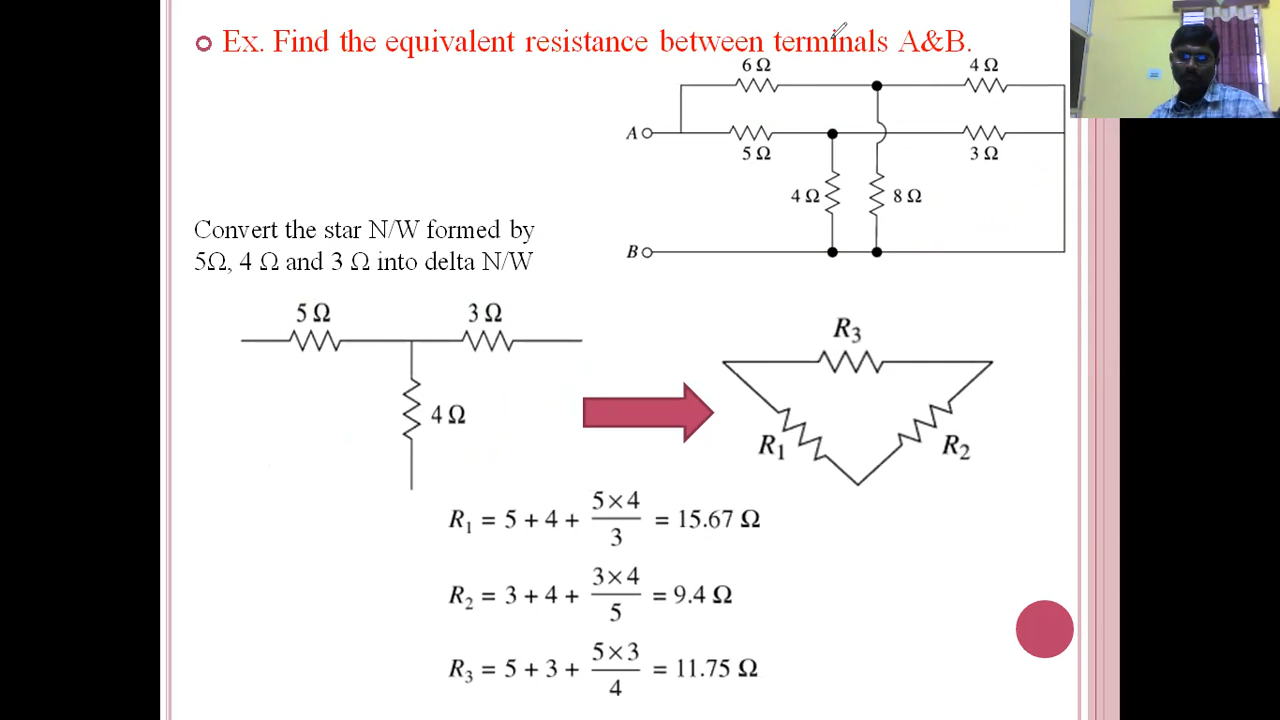 Ex. Find the equivalent resistance between terminals A&B.
6 Ω
4 Ω
A
5 Ω
3 Ω
4 Ω
8 Ω
B
Convert the star N/W formed by
5Ω, 4 Ω and 3 Ω into delta N/W
5 Ω
3 Ω
4 Ω
R3
R1
R2
R1 = 5 + 4 + 5×4/3 = 15.67 Ω
R2 = 3 + 4 + 3×4/5 = 9.4 Ω
R3 = 5 + 3 + 5×3/4 = 11.75 Ω